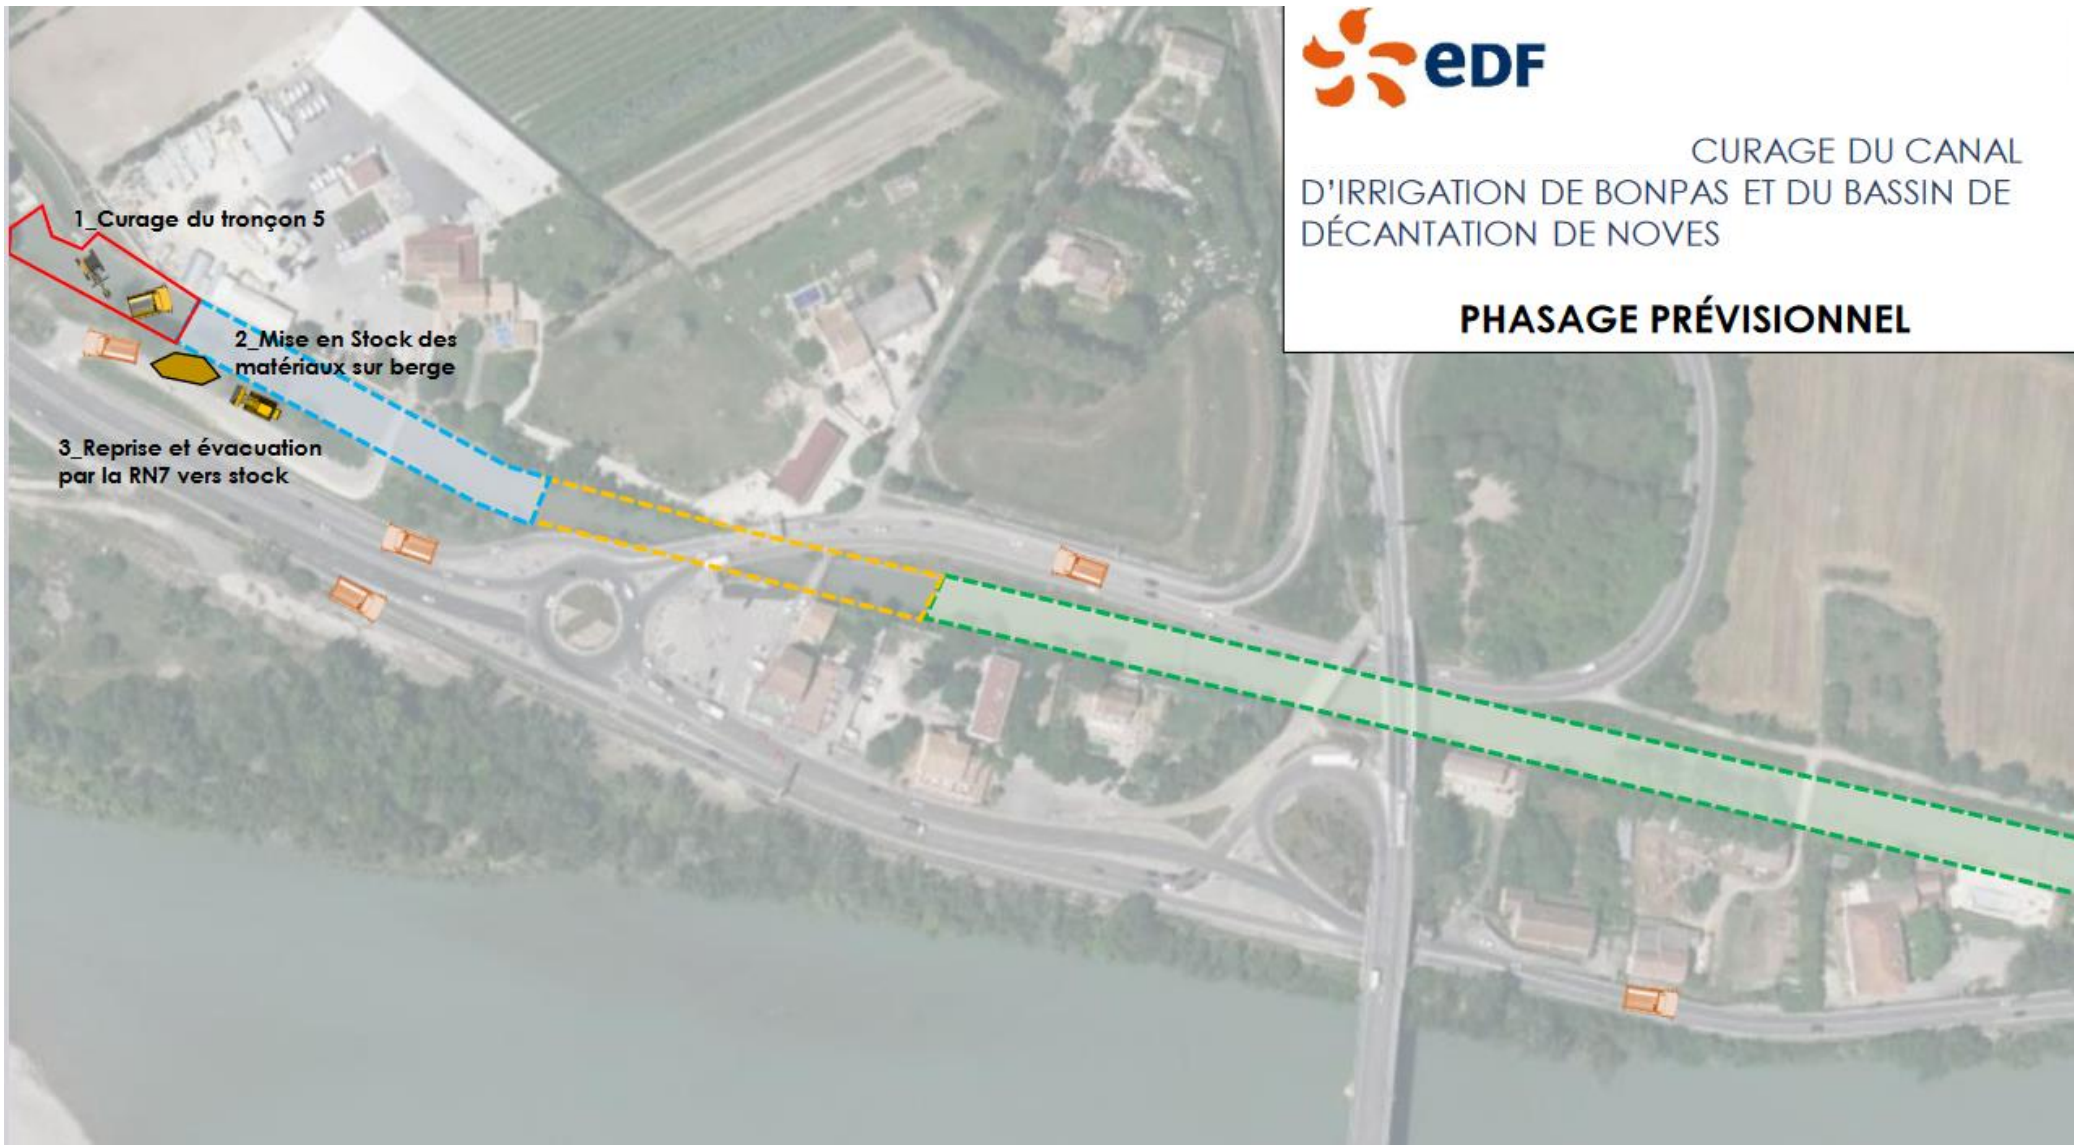 eDF
CURAGE DU CANAL
D'IRRIGATION DE BONPAS ET DU BASSIN DE
DÉCANTATION DE NOVES
PHASAGE PRÉVISIONNEL
1_Curage du tronçon 5
2_Mise en Stock des
matériaux sur berge
3_Reprise et évacuation
par la RN7 vers stock